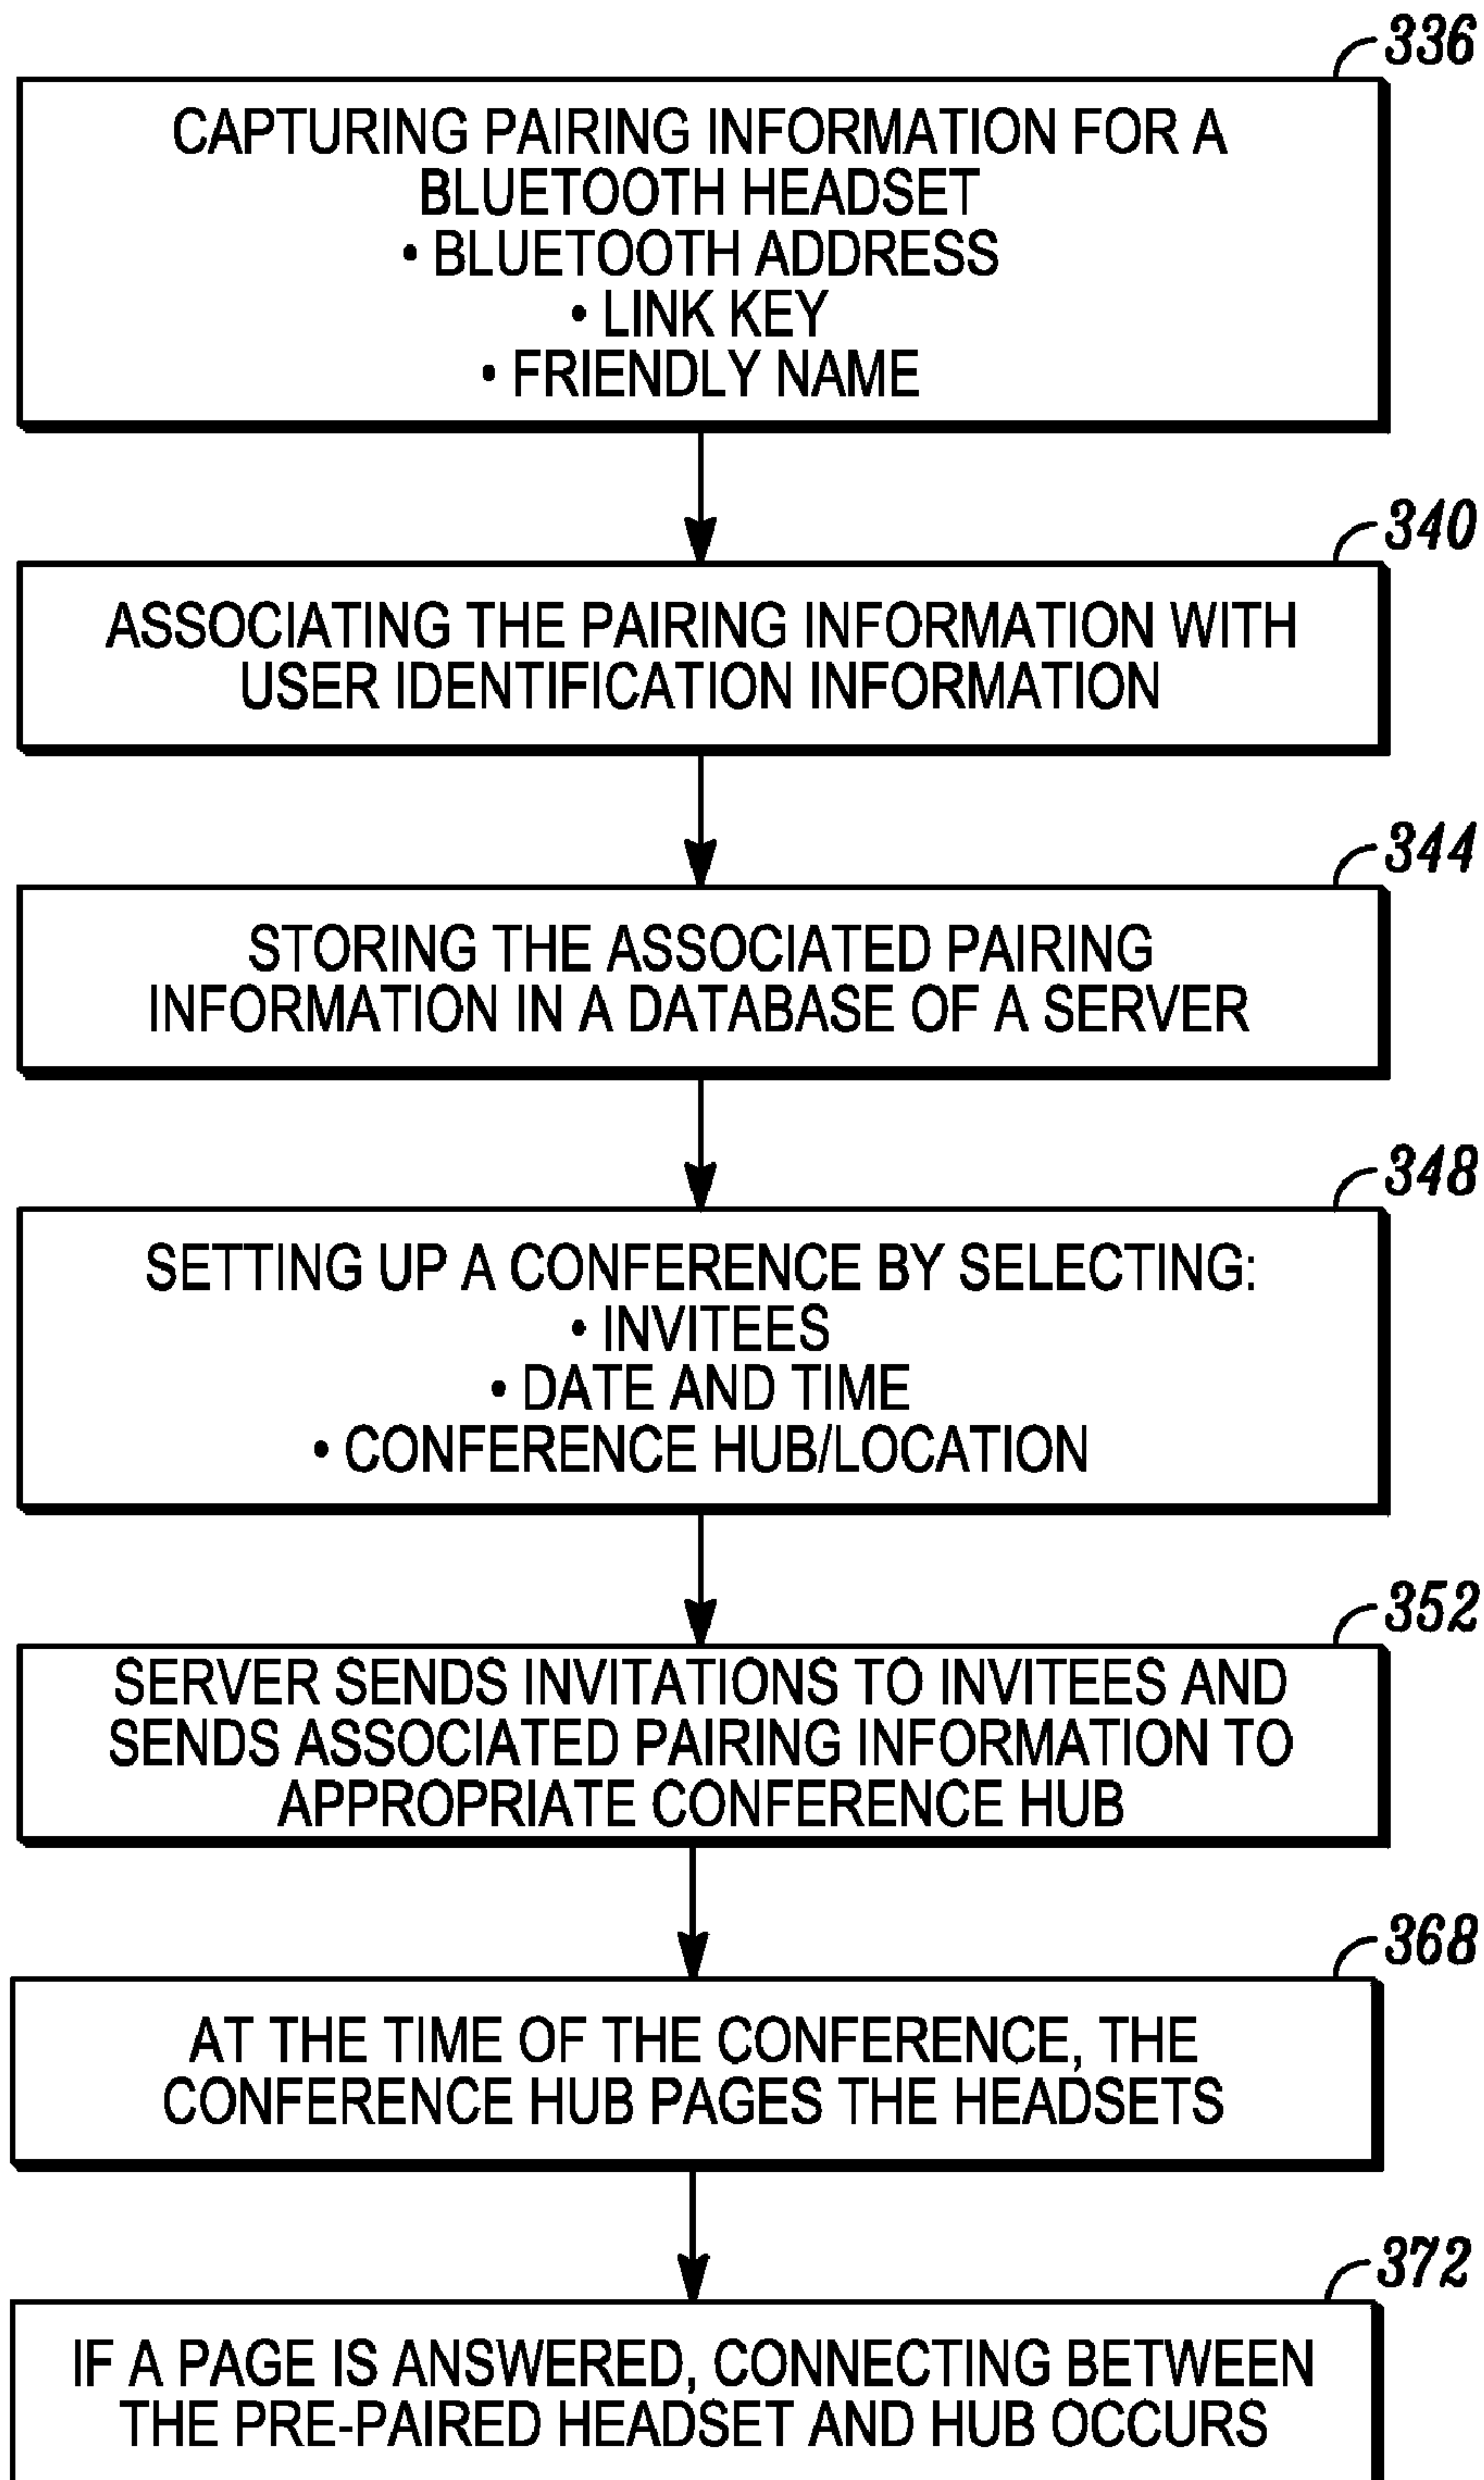 336
CAPTURING PAIRING INFORMATION FOR A
BLUETOOTH HEADSET
• BLUETOOTH ADDRESS
• LINK KEY
• FRIENDLY NAME
340
ASSOCIATING THE PAIRING INFORMATION WITH
USER IDENTIFICATION INFORMATION
344
STORING THE ASSOCIATED PAIRING
INFORMATION IN A DATABASE OF A SERVER
348
SETTING UP A CONFERENCE BY SELECTING:
• INVITEES
• DATE AND TIME
• CONFERENCE HUB/LOCATION
352
SERVER SENDS INVITATIONS TO INVITEES AND
SENDS ASSOCIATED PAIRING INFORMATION TO
APPROPRIATE CONFERENCE HUB
368
AT THE TIME OF THE CONFERENCE, THE
CONFERENCE HUB PAGES THE HEADSETS
372
IF A PAGE IS ANSWERED, CONNECTING BETWEEN
THE PRE-PAIRED HEADSET AND HUB OCCURS